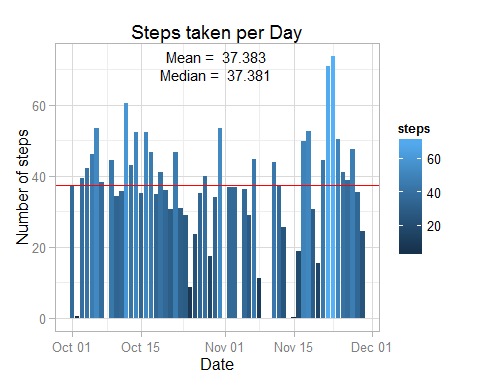 Steps taken per Day
Mean = 37.383
Median = 37.381
Number of steps
60
40
20
0
Oct 01
Oct 15
Nov 01
Nov 15
Dec 01
Date
steps
60
40
20